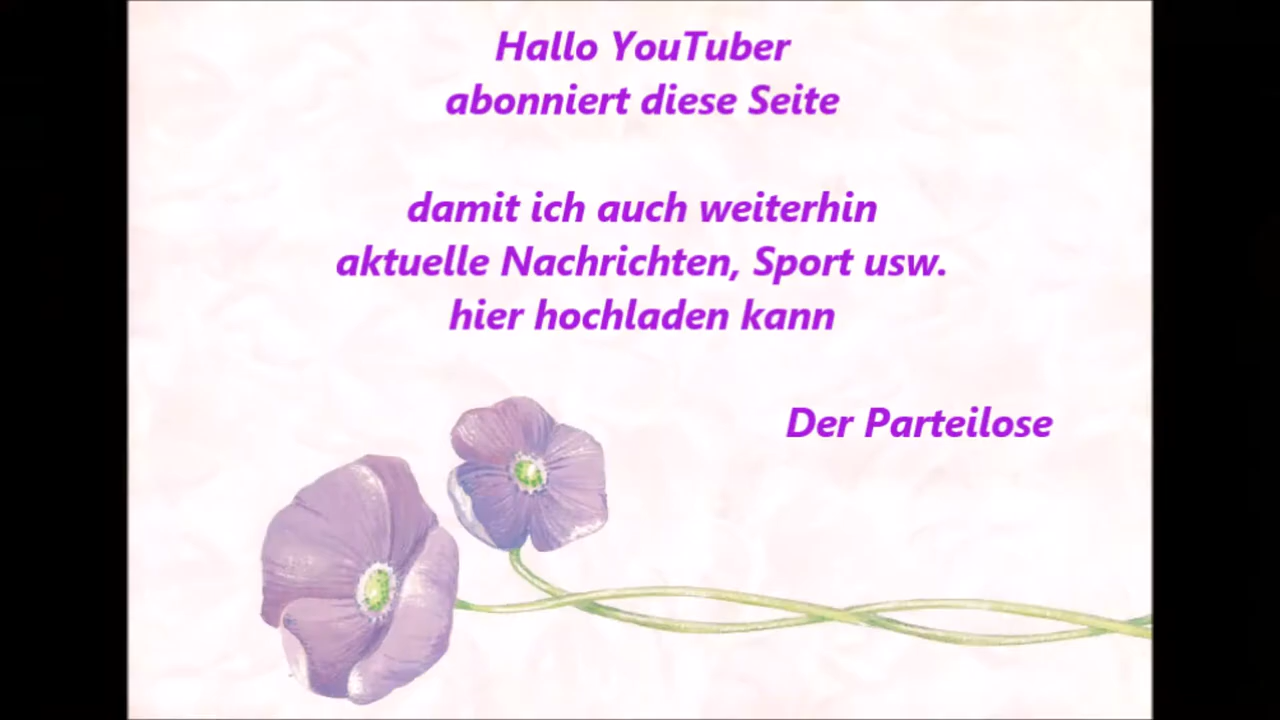 Hallo YouTuber
abonniert diese Seite
damit ich auch weiterhin
aktuelle Nachrichten, Sport usw.
hier hochladen kann
Der Parteilose